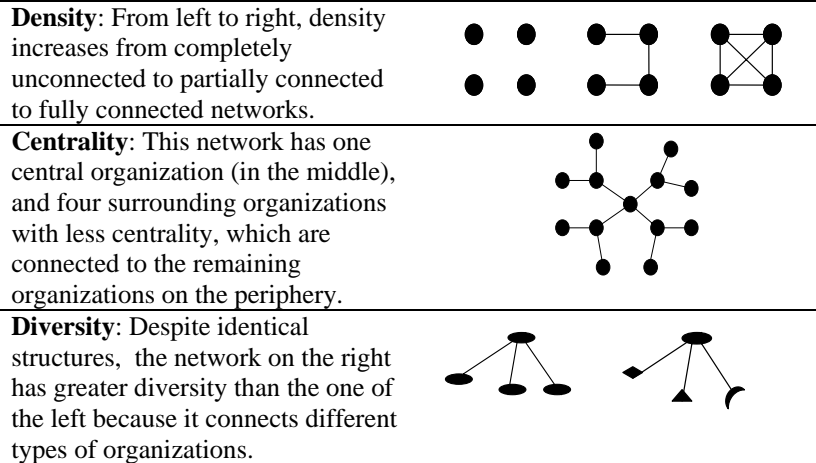 Density: From left to right, density
increases from completely
unconnected to partially connected
to fully connected networks.
Centrality: This network has one
central organization (in the middle),
and four surrounding organizations
with less centrality, which are
connected to the remaining
organizations on the periphery.
Diversity: Despite identical
structures,  the network on the right
has greater diversity than the one of
the left because it connects different
types of organizations.